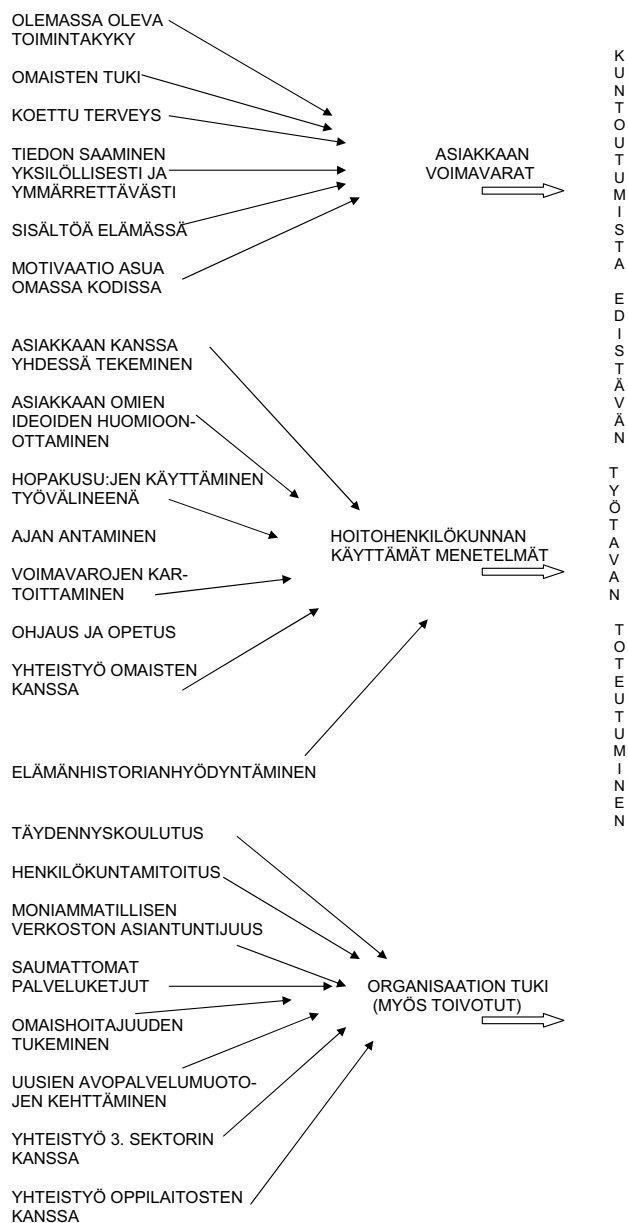 OLEMASSA OLEVA
TOIMINTAKYKY
OMAISTEN TUKI
KOETTU TERVEYS
TIEDON SAAMINEN
YKSILÖLLISESTI JA
YMMÄRRETTÄVÄSTI
SISÄLTÖÄ ELÄMÄSSÄ
MOTIVAATIO ASUA
OMASSA KODISSA
ASIAKKAAN
VOIMAVARAT
ASIAKKAAN KANSSA
YHDESSÄ TEKEMINEN
ASIAKKAAN OMIEN
IDEOIDEN HUOMIOON-
OTTAMINEN
HOPAKUSU:JEN KÄYTTÄMINEN
TYÖVÄLINEENÄ
AJAN ANTAMINEN
VOIMAVAROJEN KAR-
TOITTAMINEN
OHJAUS JA OPETUS
YHTEISTYÖ OMAISTEN
KANSSA
ELÄMÄNHISTORIANHYÖDYNTÄMINEN
HOITOHENKILÖKUNNAN
KÄYTTÄMÄT MENETELMÄT
TÄYDENNYSKOULUTUS
HENKILÖKUNTAMITOITUS
MONIAMMATILLISEN
VERKOSTON ASIANTUNTIJUUS
SAUMATTOMAT
PALVELUKETJUT
OMAISHOITAJUUDEN
TUKEMINEN
UUSIEN AVOPALVELUMUOTO-
JEN KEHTTÄMINEN
YHTEISTYÖ 3. SEKTORIN
KANSSA
YHTEISTYÖ OPPILAITOSTEN
KANSSA
ORGANISAATION TUKI
(MYÖS TOIVOTUT)
KUNTOUTUMISTA EDISTÄVÄN TYÖTAVAN TOTEUTUMINEN